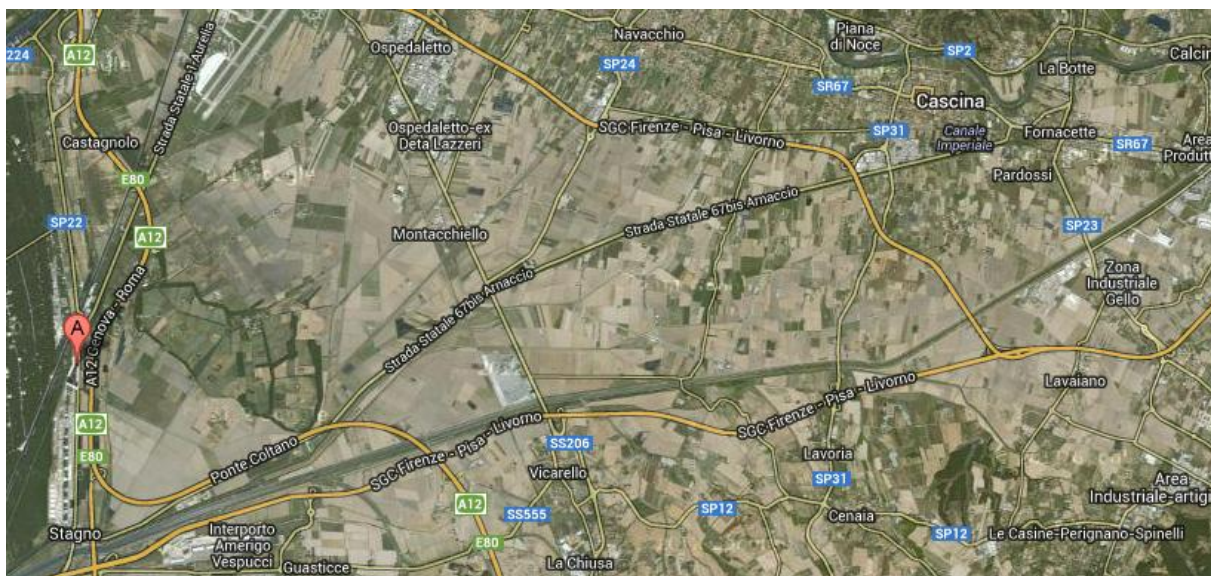 224
A12
Strada Statale 1 Aurelia
Ospedaletto
Navacchio
SP24
Piana
di Noce
SP2
Calcin
La Botte
SR67
Cascina
Castagnolo
Ospedaletto-ex
Deta Lazzeri
SGC Firenze - Pisa - Livorno
SP31
Canale
Imperiale
Fornacette
SR67
Area
Produtt
E80
Pardossi
SP22
A12
Montacchiello
Strada Statale 67bis Arnaccio
SP23
Zona
Industriale
Gello
A
A12 Genova - Roma
Strada Statale 67bis Arnaccio
Lavaiano
A12
E80
Ponte Coltano
SGC Firenze - Pisa - Livorno
SS206
SGC Firenze - Pisa - Livorno
Lavoria
Vicarello
SP31
Area
Industriale-artig
A12
SS555
SP12
Cenaia
SP12
Le Casine-Perignano-Spinelli
Stagno
Interporto
Amerigo
Vespucci
E80
Guasticce
La Chiusa